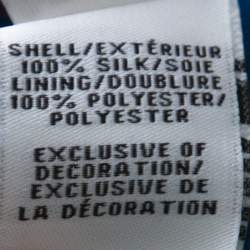 SHELL/EXTÉRIEUR
100% SILK/SOIE
LINING/DOUBLURE
100% POLYESTER/
POLYESTER
EXCLUSIVE OF
DECORATION/
EXCLUSIVE DE
LA DÉCORATION